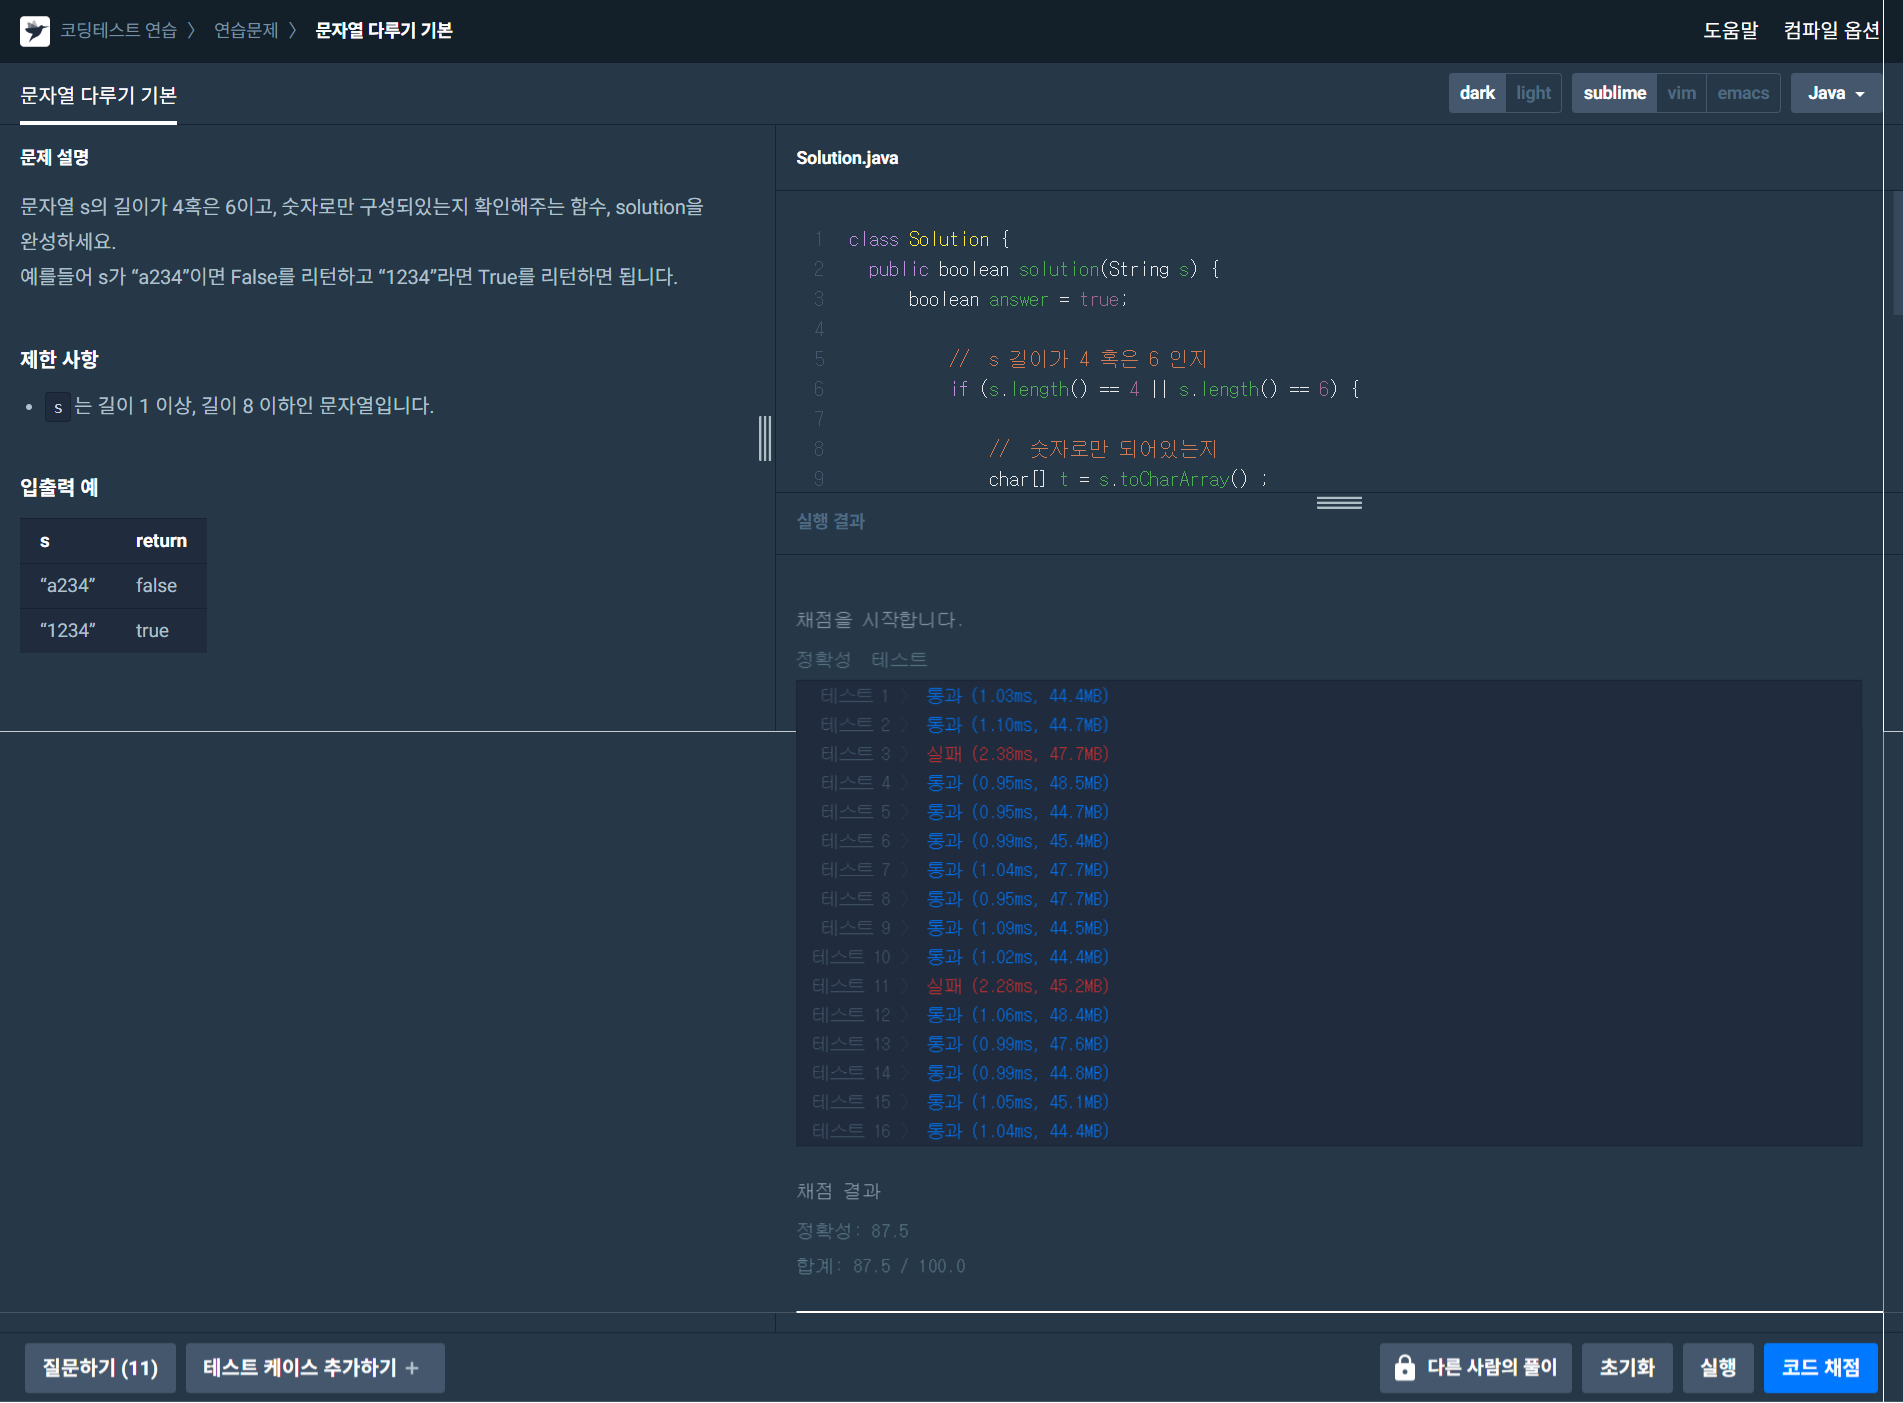 코딩테스트 연습 〉 연습문제 〉 문자열 다루기 기본
도움말 컴파일 옵션
문자열 다루기 기본
dark light sublime vim emacs Java
문제 설명
문자열 s의 길이가 4혹은 6이고, 숫자로만 구성되있는지 확인해주는 함수, solution을
완성하세요.
예를들어 s가 “a234”이면 False를 리턴하고 “1234”라면 True를 리턴하면 됩니다.
제한 사항
• s 는 길이 1 이상, 길이 8 이하인 문자열입니다.
입출력 예
s return
“a234” false
“1234” true
Solution.java
1 class Solution {
2 public boolean solution(String s) {
3 boolean answer = true;
4
5 // s 길이가 4 혹은 6 인지
6 if (s.length() == 4 || s.length() == 6) {
7
8 // 숫자로만 되어있는지
9 char[] t = s.toCharArray() ;
실행 결과
채점을 시작합니다.
정확성 테스트
테스트 1 〉 통과 (1.03ms, 44.4MB)
테스트 2 〉 통과 (1.10ms, 44.7MB)
테스트 3 〉 실패 (2.38ms, 47.7MB)
테스트 4 〉 통과 (0.95ms, 48.5MB)
테스트 5 〉 통과 (0.95ms, 44.7MB)
테스트 6 〉 통과 (0.99ms, 45.4MB)
테스트 7 〉 통과 (1.04ms, 47.7MB)
테스트 8 〉 통과 (0.95ms, 47.7MB)
테스트 9 〉 통과 (1.09ms, 44.5MB)
테스트 10 〉 통과 (1.02ms, 44.4MB)
테스트 11 〉 실패 (2.28ms, 45.2MB)
테스트 12 〉 통과 (1.06ms, 48.4MB)
테스트 13 〉 통과 (0.99ms, 47.6MB)
테스트 14 〉 통과 (0.99ms, 44.8MB)
테스트 15 〉 통과 (1.05ms, 45.1MB)
테스트 16 〉 통과 (1.04ms, 44.4MB)
채점 결과
정확성: 87.5
합계: 87.5 / 100.0
질문하기 (11) 테스트 케이스 추가하기 + 다른 사람의 풀이 초기화 실행 코드 채점